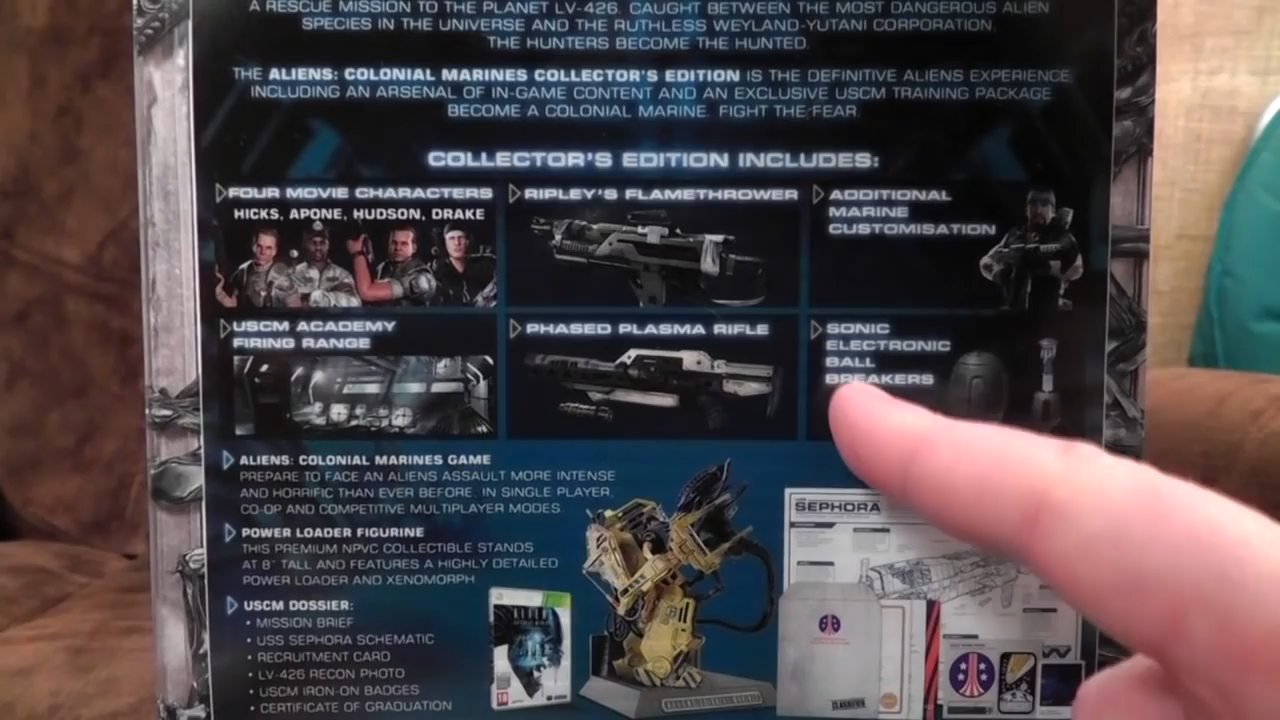 A RESCUE MISSION TO THE PLANET LV-426. CAUGHT BETWEEN THE MOST DANGEROUS ALIEN
SPECIES IN THE UNIVERSE AND THE RUTHLESS WEYLAND-YUTANI CORPORATION.
THE HUNTERS BECOME THE HUNTED.
THE ALIENS: COLONIAL MARINES COLLECTOR'S EDITION IS THE DEFINITIVE ALIENS EXPERIENCE
INCLUDING AN ARSENAL OF IN-GAME CONTENT AND AN EXCLUSIVE USCM TRAINING PACKAGE
BECOME A COLONIAL MARINE. FIGHT THE FEAR.
COLLECTOR'S EDITION INCLUDES:
FOUR MOVIE CHARACTERS
HICKS, APONE, HUDSON, DRAKE
RIPLEY'S FLAMETHROWER
ADDITIONAL
MARINE
CUSTOMISATION
USCM ACADEMY
FIRING RANGE
PHASED PLASMA RIFLE
SONIC
ELECTRONIC
BALL
BREAKERS
ALIENS: COLONIAL MARINES GAME
PREPARE TO FACE AN ALIENS ASSAULT MORE INTENSE
AND HORRIFIC THAN EVER BEFORE, IN SINGLE PLAYER,
CO-OP AND COMPETITIVE MULTIPLAYER MODES.
POWER LOADER FIGURINE
THIS PREMIUM NPVC COLLECTIBLE STANDS
AT 8" TALL AND FEATURES A HIGHLY DETAILED
POWER LOADER AND XENOMORPH
USCM DOSSIER:
• MISSION BRIEF
• USS SEPHORA SCHEMATIC
• RECRUITMENT CARD
• LV-426 RECON PHOTO
• USCM IRON-ON BADGES
• CERTIFICATE OF GRADUATION
SEPHORA
ALIENS
18
CLASSIFIED